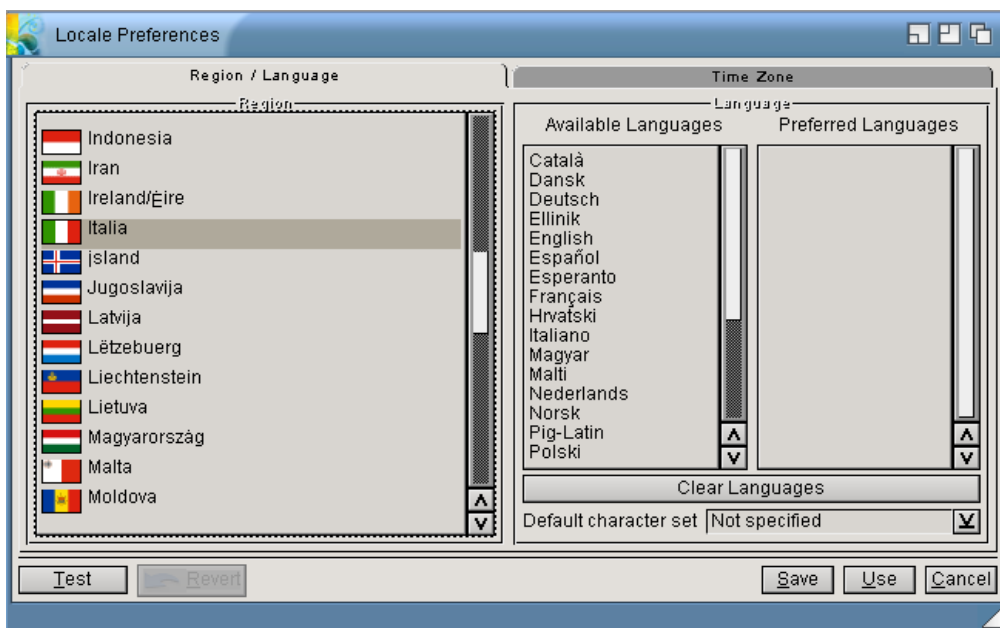 Locale Preferences
Region / Language
Time Zone
Region
Indonesia
Iran
Ireland/Ėire
Italia
įsland
Jugoslavija
Latvija
Lëtzebuerg
Liechtenstein
Lietuva
Magyarország
Malta
Moldova
Language
Available Languages
Català
Dansk
Deutsch
Ellinik
English
Español
Esperanto
Français
Hrvatski
Italiano
Magyar
Malti
Nederlands
Norsk
Pig-Latin
Polski
Preferred Languages
Clear Languages
Default character set Not specified
Test
Revert
Save
Use
Cancel